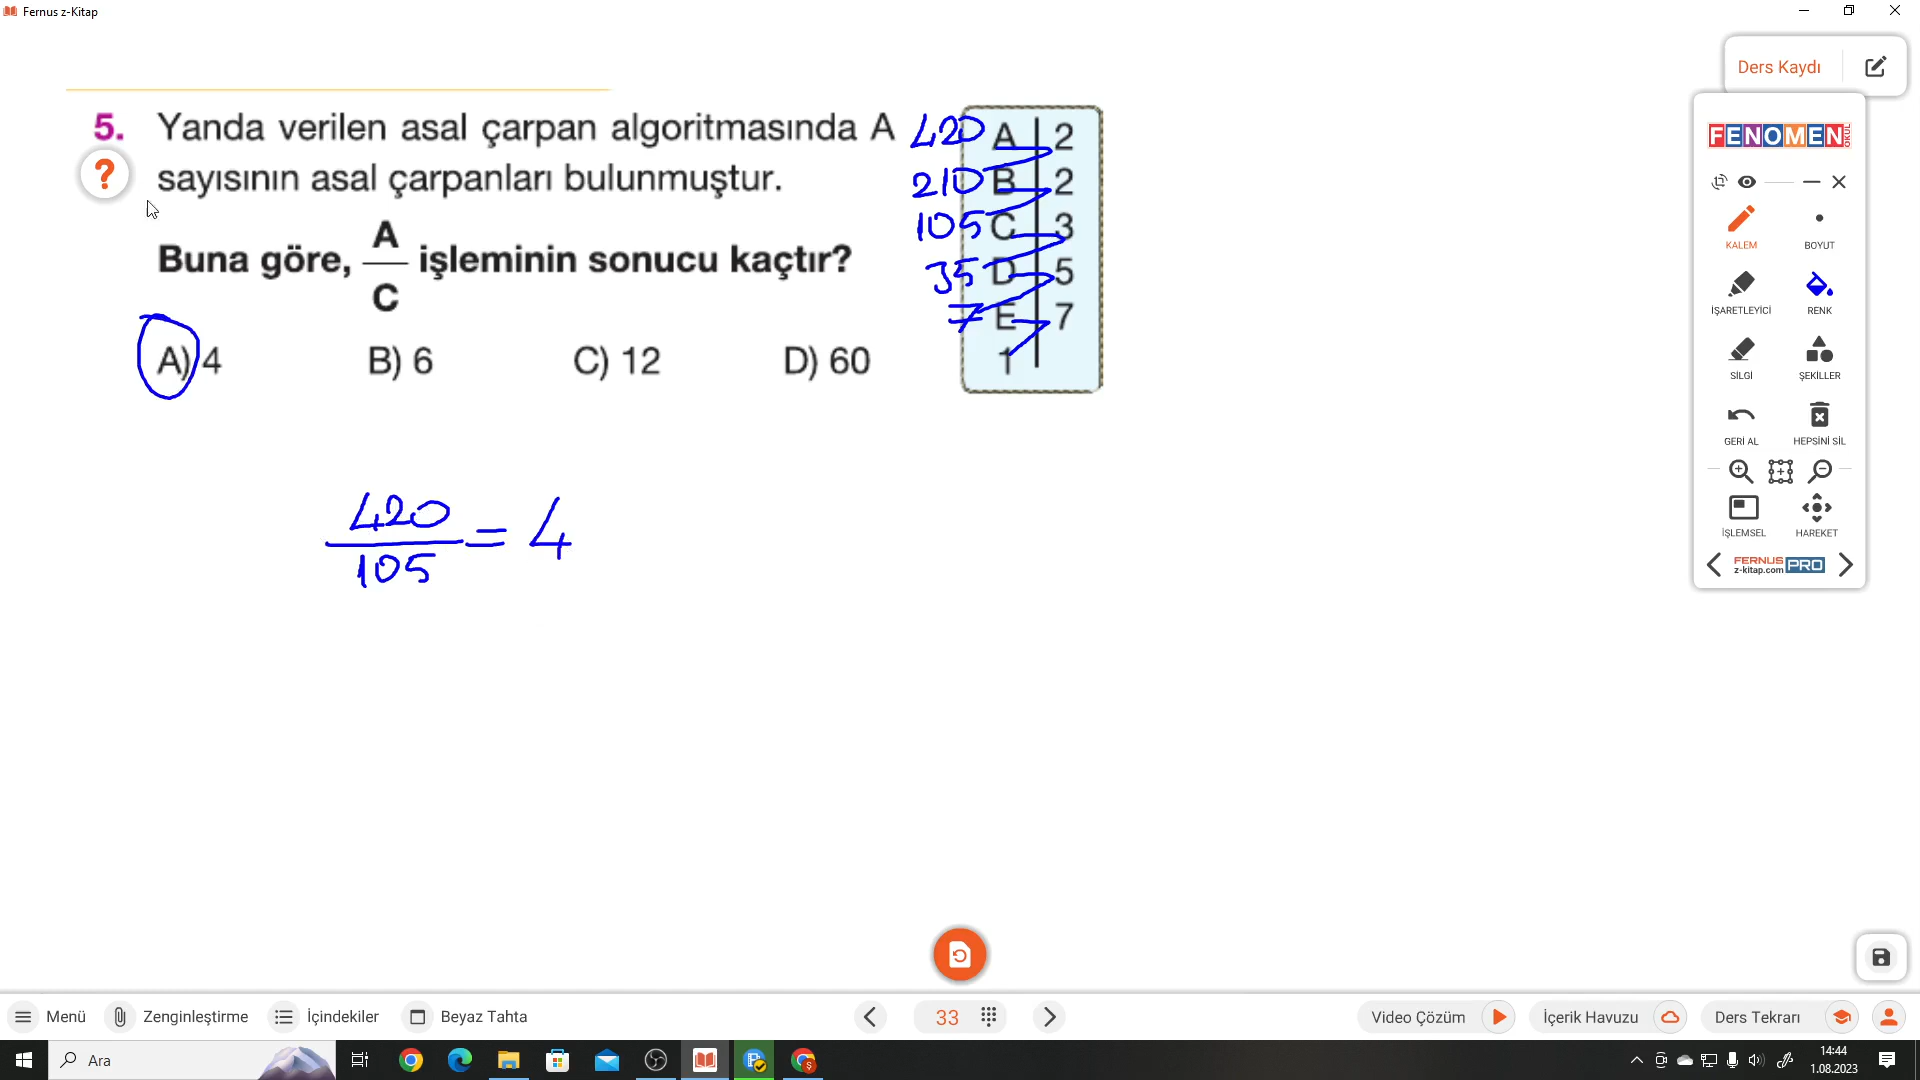 Fernus z-Kitap
Ders Kaydı
5. Yanda verilen asal çarpan algoritmasında A
sayısının asal çarpanları bulunmuştur.
Buna göre, A/C işleminin sonucu kaçtır?
A) 4 B) 6 C) 12 D) 60
420 A 2
210 B 2
105 C 3
35 D 5
7 E 7
1
420/105 = 4
?
FENOMEN OKUL
KALEM BOYUT
İŞARETLEYİCİ RENK
SİLGİ ŞEKİLLER
GERİ AL HEPSİNİ SİL
İŞLEMSEL HAREKET
FERNUS
z-kitap.com PRO
Menü Zenginleştirme İçindekiler Beyaz Tahta 33 Video Çözüm İçerik Havuzu Ders Tekrarı
Ara
14:44
1.08.2023